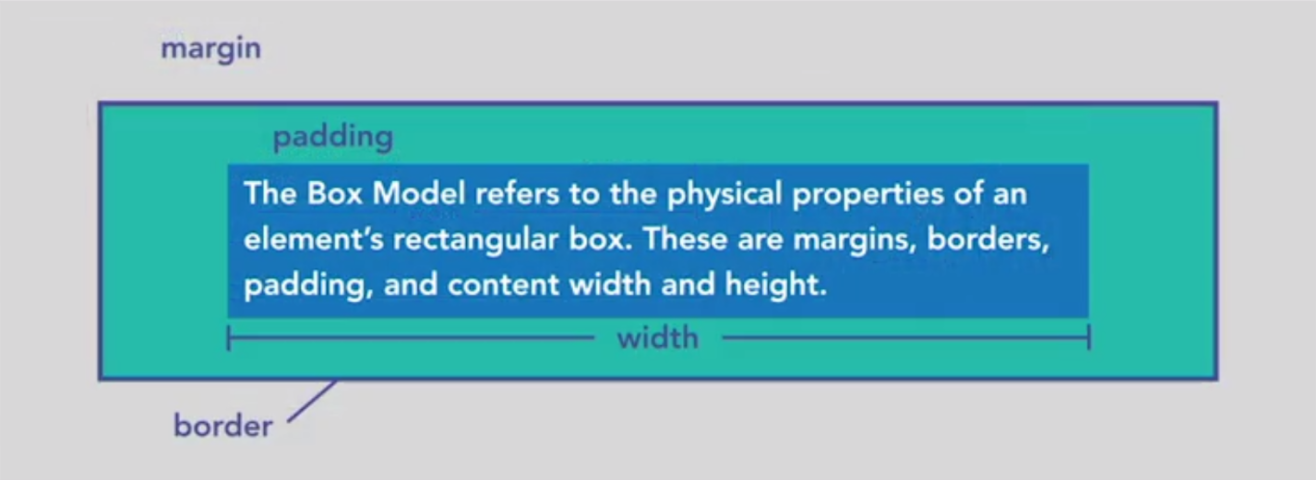 margin
padding
The Box Model refers to the physical properties of an
element’s rectangular box. These are margins, borders,
padding, and content width and height.
width
border